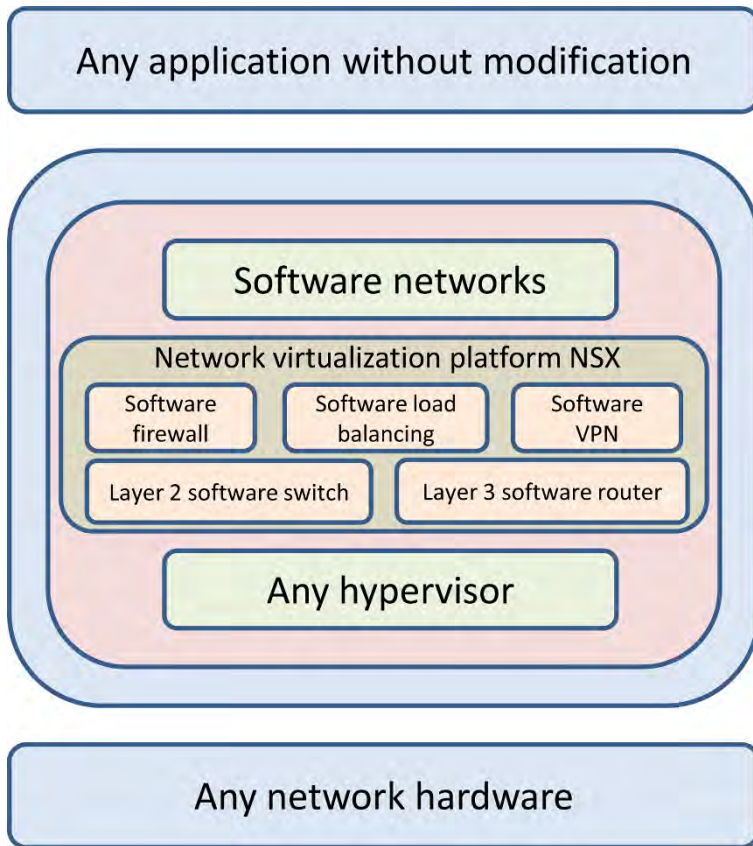 Any application without modification
Software networks
Network virtualization platform NSX
Software
firewall
Software load
balancing
Software
VPN
Layer 2 software switch
Layer 3 software router
Any hypervisor
Any network hardware